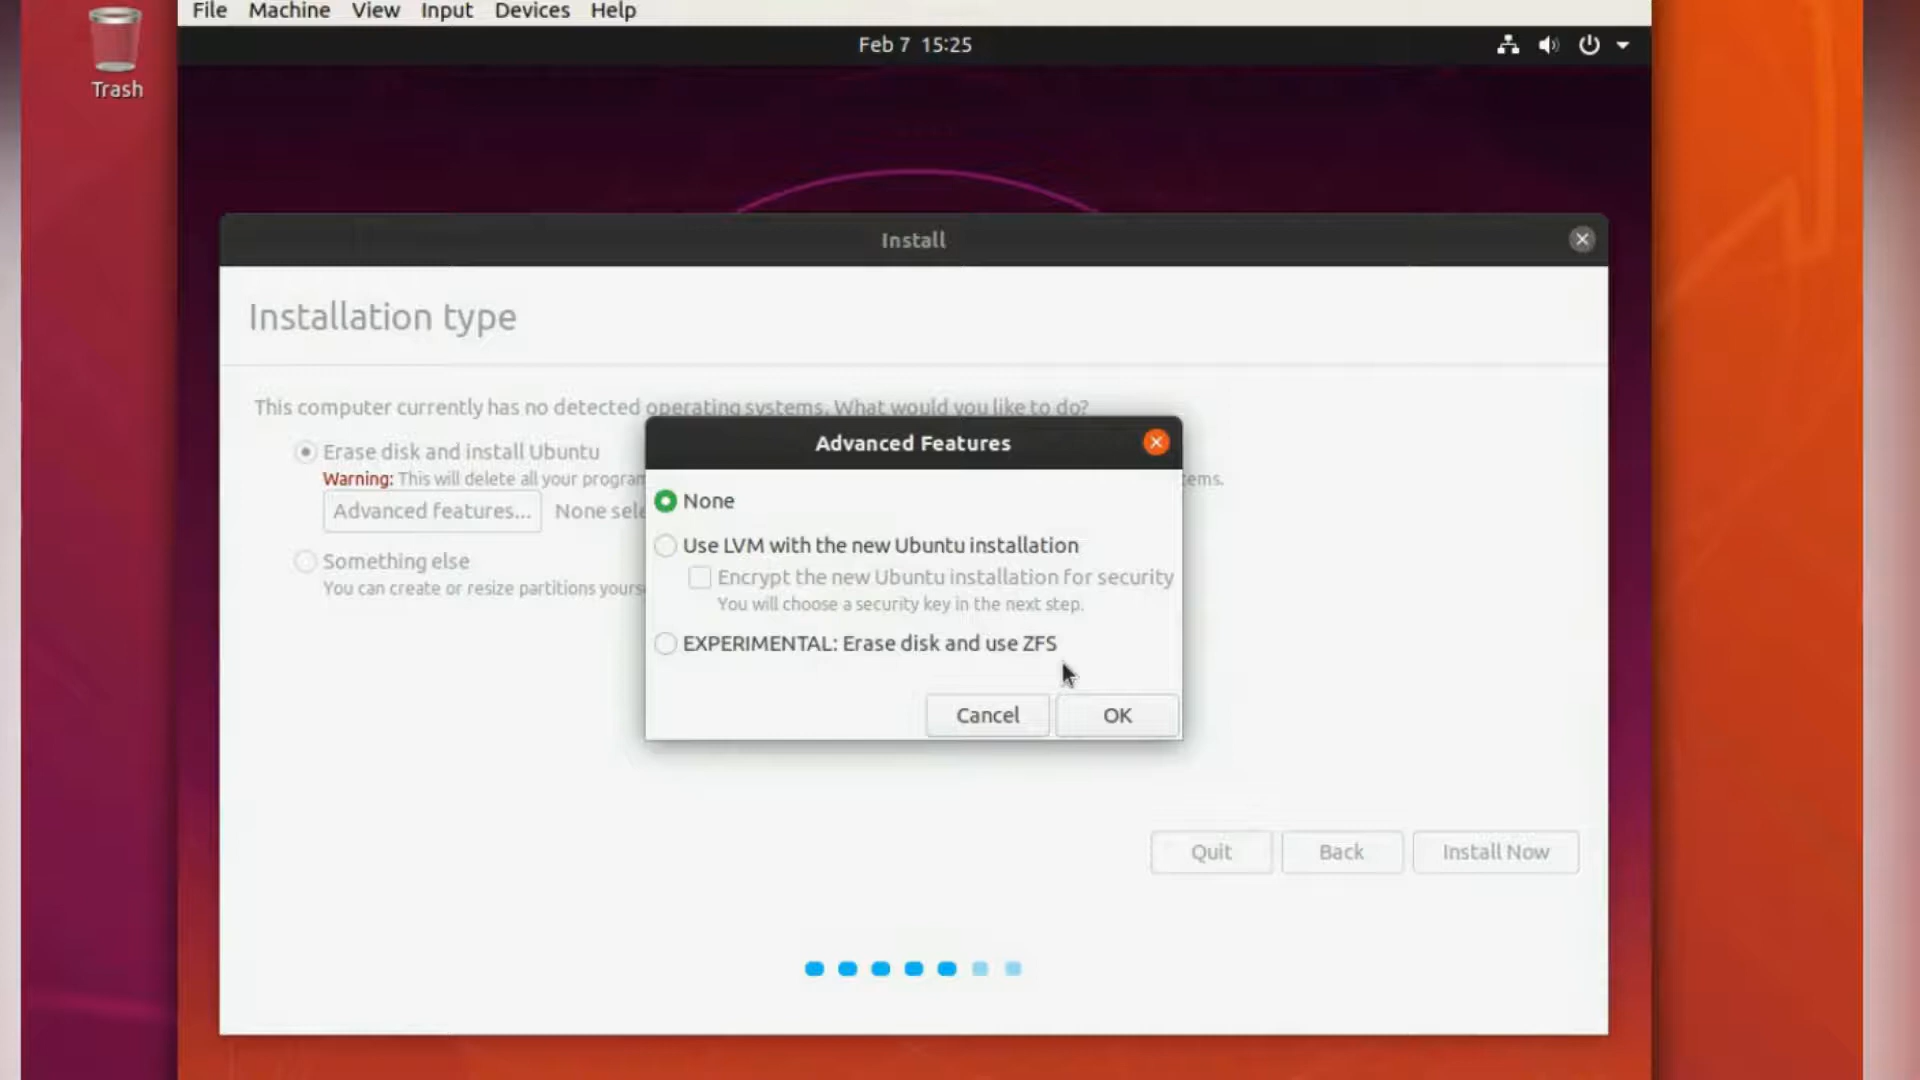 File Machine View Input Devices Help
Trash
Feb 7 15:25
Install
Installation type
This computer currently has no detected operating systems. What would you like to do?
Erase disk and install Ubuntu
Warning: This will delete all your program
ems.
Advanced features... None sele
Something else
You can create or resize partitions yours
Advanced Features
None
Use LVM with the new Ubuntu installation
Encrypt the new Ubuntu installation for security
You will choose a security key in the next step.
EXPERIMENTAL: Erase disk and use ZFS
Cancel OK
Quit Back Install Now